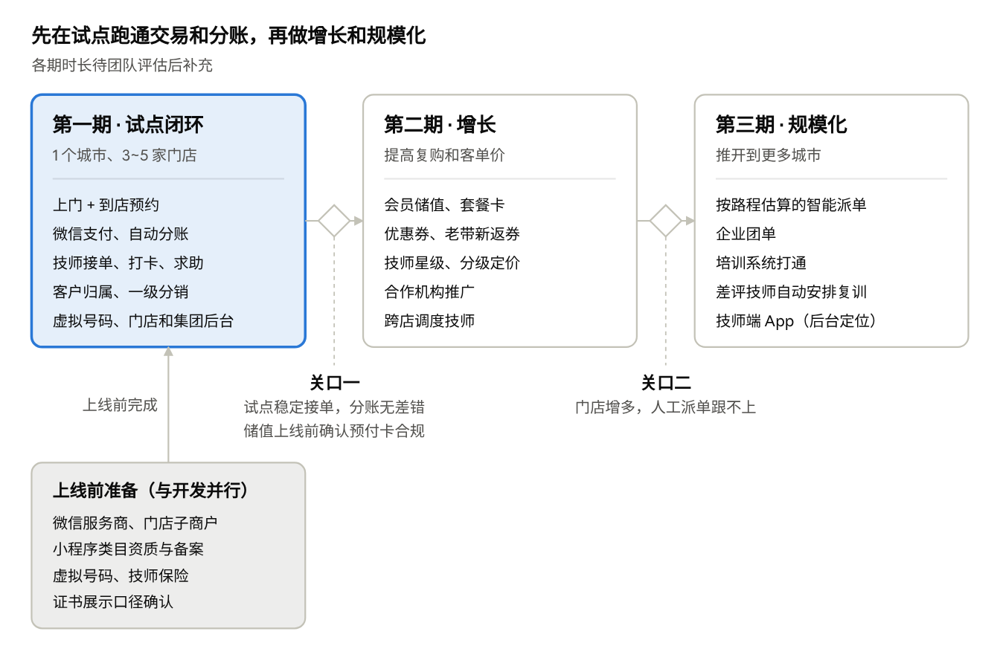 先在试点跑通交易和分账，再做增长和规模化
各期时长待团队评估后补充
第一期 · 试点闭环
1 个城市、3~5 家门店
上门 + 到店预约
微信支付、自动分账
技师接单、打卡、求助
客户归属、一级分销
虚拟号码、门店和集团后台
第二期 · 增长
提高复购和客单价
会员储值、套餐卡
优惠券、老带新返券
技师星级、分级定价
合作机构推广
跨店调度技师
第三期 · 规模化
推开到更多城市
按路程估算的智能派单
企业团单
培训系统打通
差评技师自动安排复训
技师端 App（后台定位）
关口一
试点稳定接单，分账无差错
储值上线前确认预付卡合规
关口二
门店增多，人工派单跟不上
上线前完成
上线前准备（与开发并行）
微信服务商、门店子商户
小程序类目资质与备案
虚拟号码、技师保险
证书展示口径确认